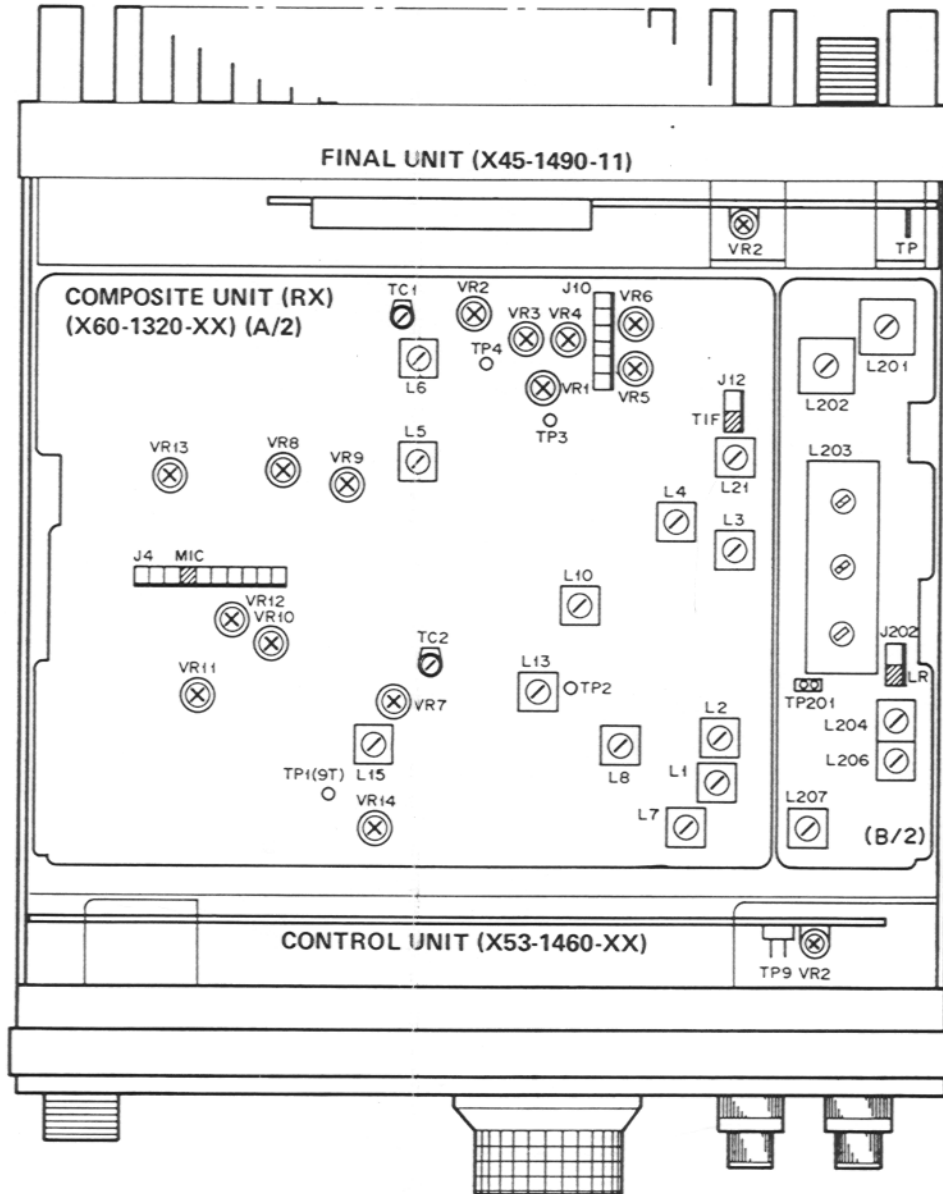 FINAL UNIT (X45-1490-11)
VR2
TP
COMPOSITE UNIT (RX)
(X60-1320-XX) (A/2)
TC1
VR2
VR3
VR4
J10
VR6
TP4
L6
VR1
VR5
TP3
J12
TIF
L201
L202
VR13
VR8
VR9
L5
L21
L203
L4
L3
J4 MIC
L10
VR12
VR10
TC2
J202
LR
VR11
VR7
L13
TP2
TP201
L2
L204
L15
L8
L1
L206
TP1(9T)
VR14
L7
L207
(B/2)
CONTROL UNIT (X53-1460-XX)
TP9 VR2